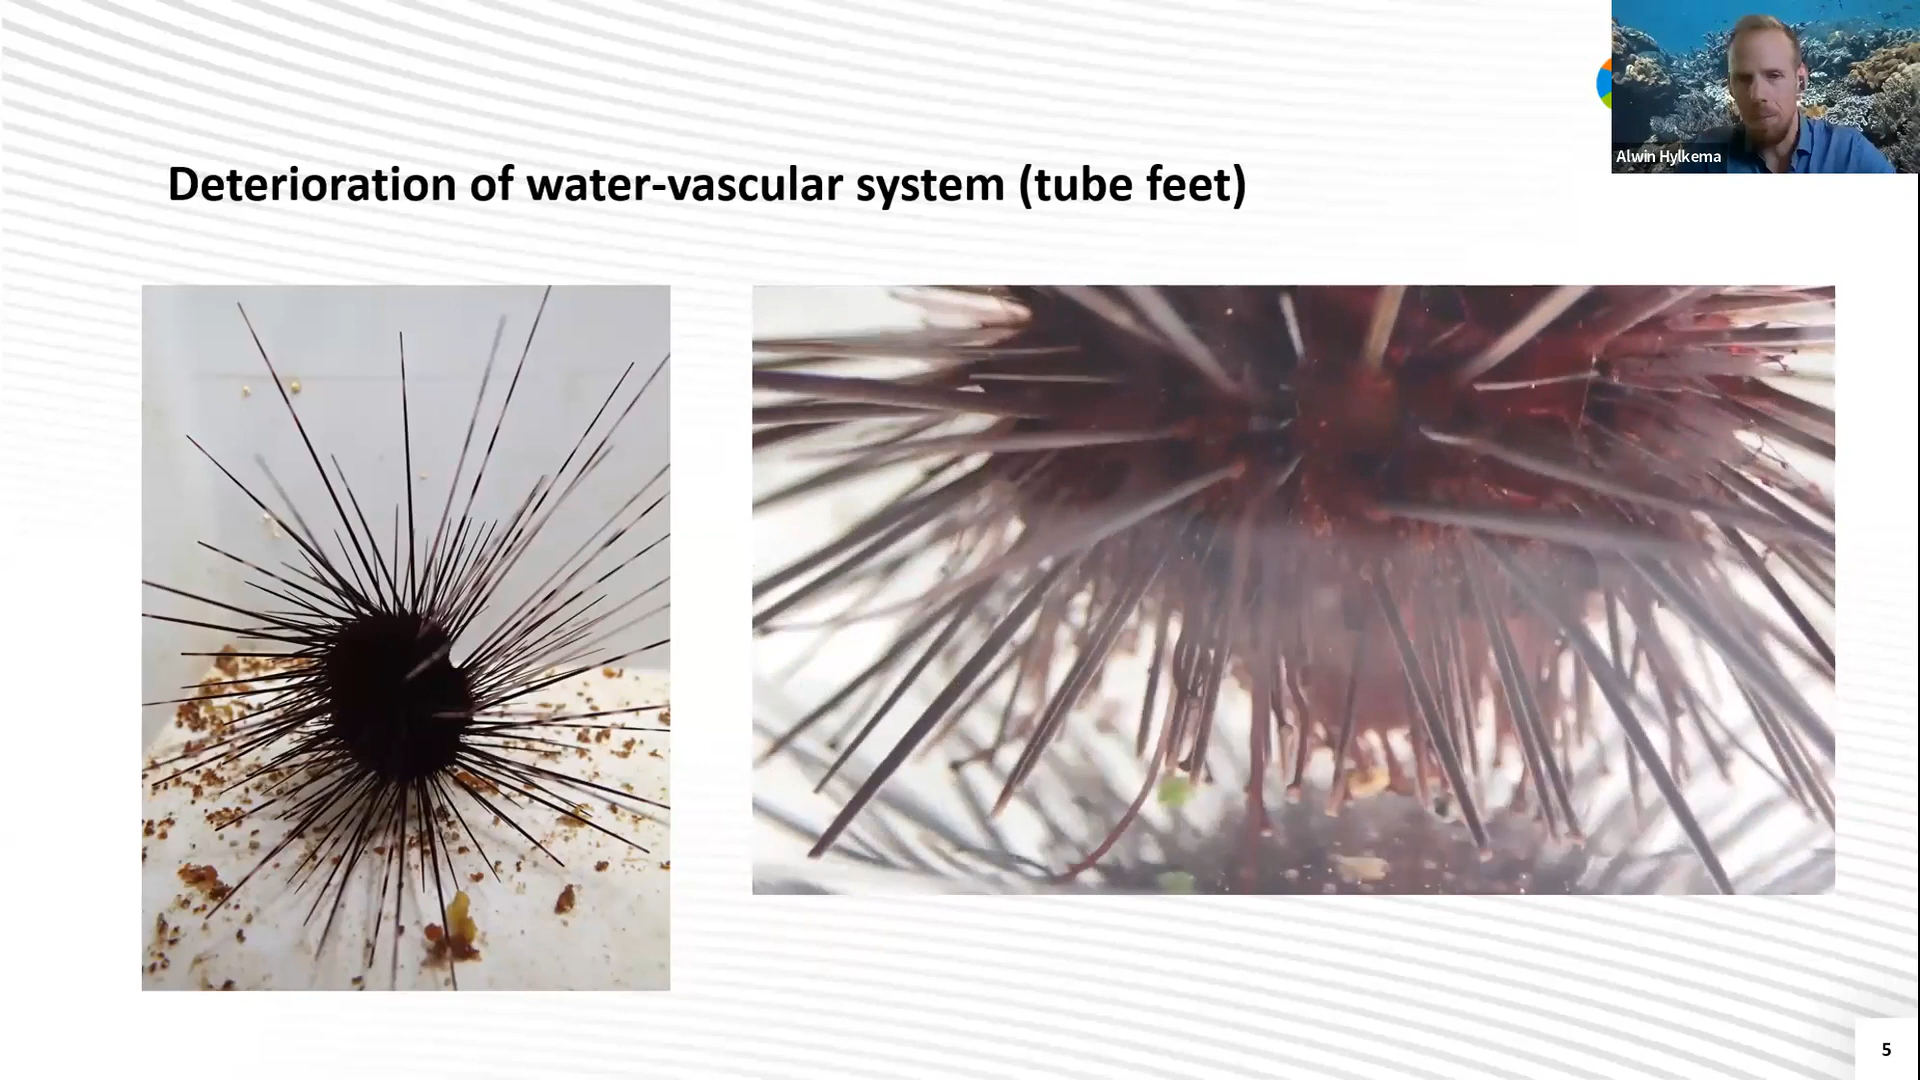 Alwin Hylkema
Deterioration of water-vascular system (tube feet)
5